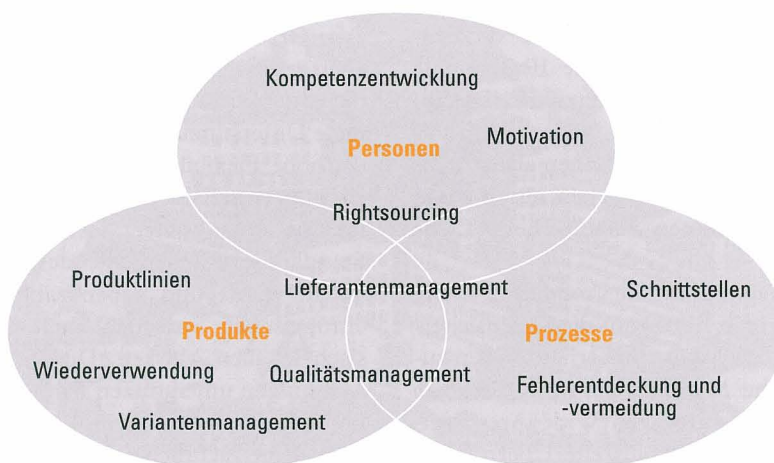 Kompetenzentwicklung
Motivation
Personen
Rightsourcing
Produktlinien
Lieferantenmanagement
Schnittstellen
Produkte
Prozesse
Wiederverwendung
Qualitätsmanagement
Fehlerentdeckung und
-vermeidung
Variantenmanagement